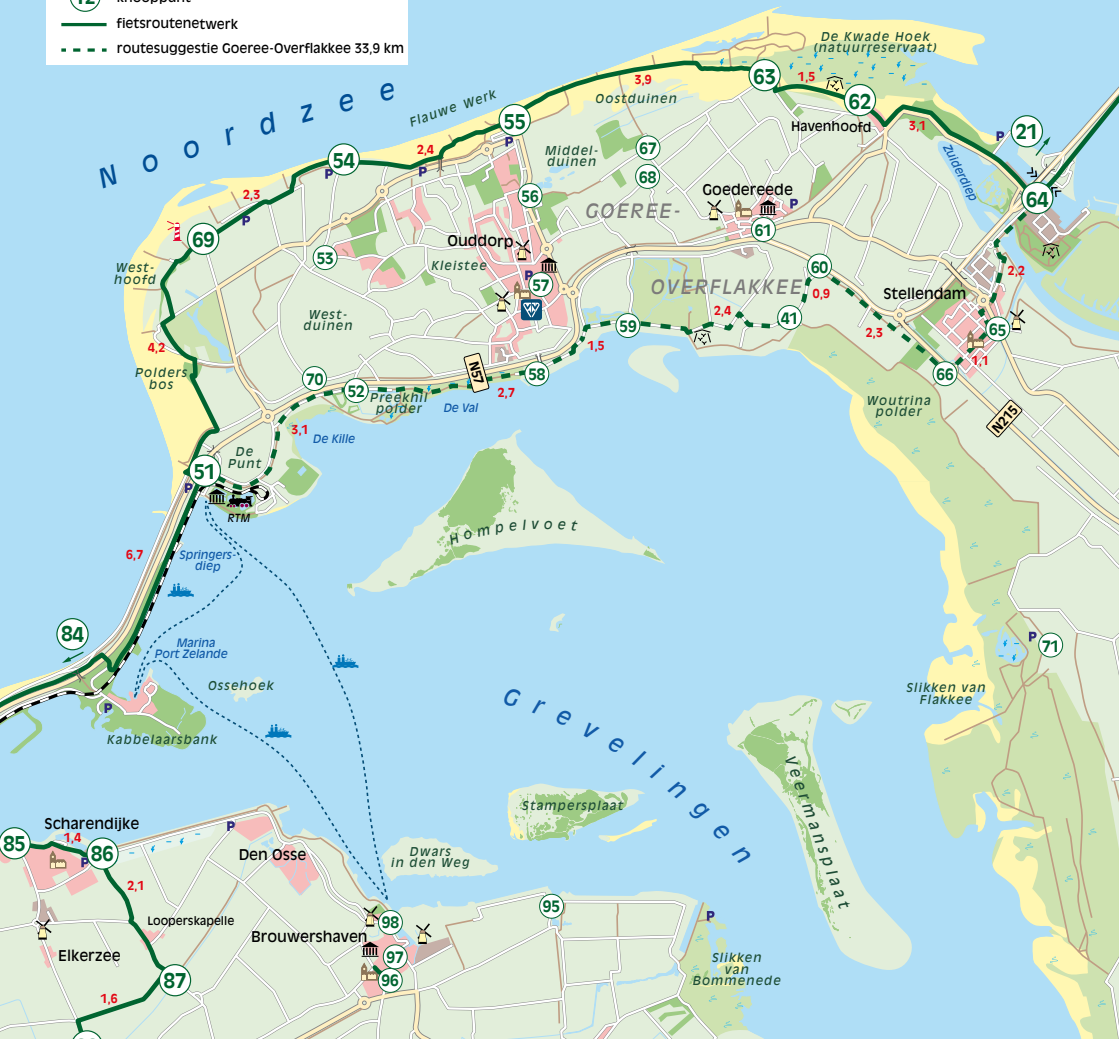 fietsroutenetwerk
routesuggestie Goeree-Overflakkee 33,9 km
De Kwade Hoek
(natuurreservaat)
Noordzee
3,9
63
1,5
62
Oostduinen
Flauwe Werk
55
Havenhoofd
3,1
P
21
54
2,4
P
P
P
Middel-
duinen
67
68
Zuiderdiep
2,3
56
Goedereede
P
64
P
GOEREE-
69
61
Ouddorp
53
Kleistee
West-
hoofd
P
57
60
2,2
OVERFLAKKEE
0,9
Stellendam
West-
duinen
2,4
41
59
2,3
65
4,2
1,5
1,1
Polders
bos
70
52
N57
58
66
Preekhil
polder
De Val
2,7
Woutrina
polder
N215
3,1
De Kille
De
Punt
51
P
RTM
Hompelvoet
6,7
Springers-
diep
84
Marina
Port Zelande
P
71
Ossehoek
Slikken van
Flakkee
P
Kabbelaarsbank
Grevelingen
Veermansplaat
Stampersplaat
Scharendijke
85
1,4
86
P
P
Den Osse
Dwars
in den Weg
2,1
95
Looperskapelle
98
P
Brouwershaven
Elkerzee
97
96
Slikken
van
Bommenede
87
1,6